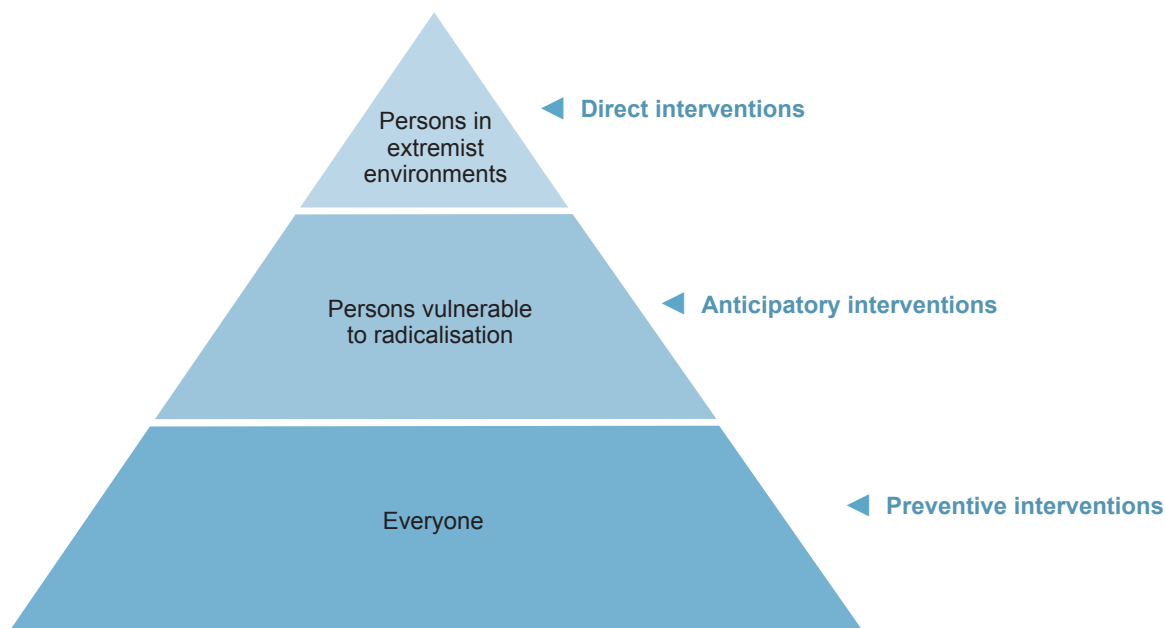 Persons in
extremist
environments
◄ Direct interventions
Persons vulnerable
to radicalisation
◄ Anticipatory interventions
Everyone
◄ Preventive interventions